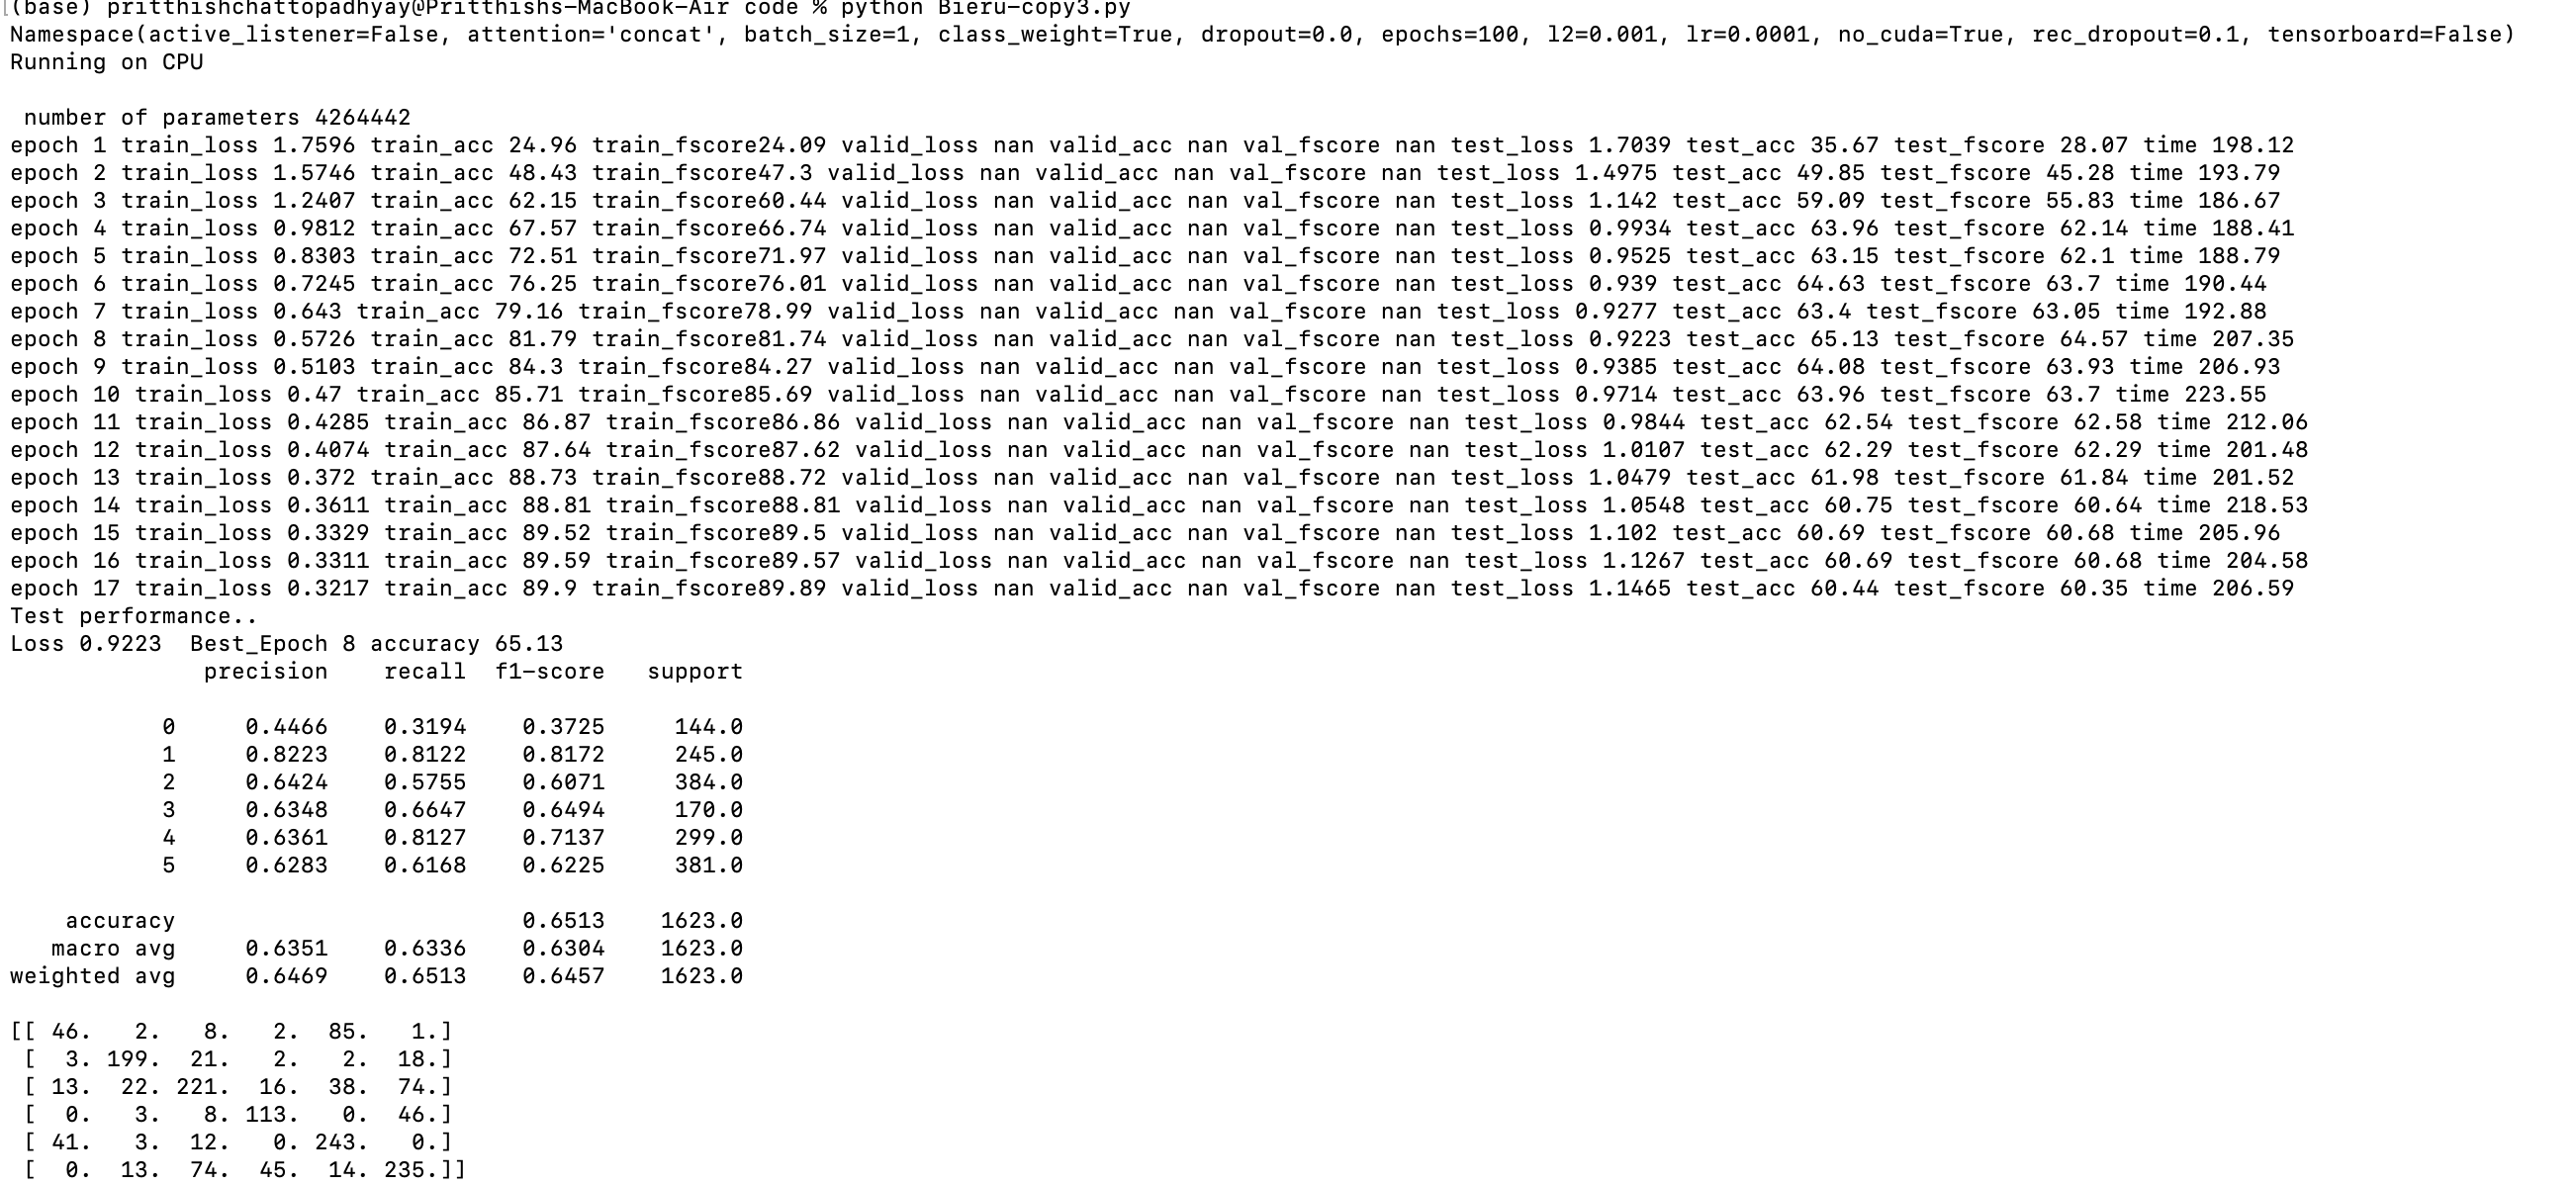 (base) pritthishchattopadhyay@Pritthishs-MacBook-Air code % python Bieru-copy3.py
Namespace(active_listener=False, attention='concat', batch_size=1, class_weight=True, dropout=0.0, epochs=100, l2=0.001, lr=0.0001, no_cuda=True, rec_dropout=0.1, tensorboard=False)
Running on CPU
number of parameters 4264442
epoch 1 train_loss 1.7596 train_acc 24.96 train_fscore24.09 valid_loss nan valid_acc nan val_fscore nan test_loss 1.7039 test_acc 35.67 test_fscore 28.07 time 198.12
epoch 2 train_loss 1.5746 train_acc 48.43 train_fscore47.3 valid_loss nan valid_acc nan val_fscore nan test_loss 1.4975 test_acc 49.85 test_fscore 45.28 time 193.79
epoch 3 train_loss 1.2407 train_acc 62.15 train_fscore60.44 valid_loss nan valid_acc nan val_fscore nan test_loss 1.142 test_acc 59.09 test_fscore 55.83 time 186.67
epoch 4 train_loss 0.9812 train_acc 67.57 train_fscore66.74 valid_loss nan valid_acc nan val_fscore nan test_loss 0.9934 test_acc 63.96 test_fscore 62.14 time 188.41
epoch 5 train_loss 0.8303 train_acc 72.51 train_fscore71.97 valid_loss nan valid_acc nan val_fscore nan test_loss 0.9525 test_acc 63.15 test_fscore 62.1 time 188.79
epoch 6 train_loss 0.7245 train_acc 76.25 train_fscore76.01 valid_loss nan valid_acc nan val_fscore nan test_loss 0.939 test_acc 64.63 test_fscore 63.7 time 190.44
epoch 7 train_loss 0.643 train_acc 79.16 train_fscore78.99 valid_loss nan valid_acc nan val_fscore nan test_loss 0.9277 test_acc 63.4 test_fscore 63.05 time 192.88
epoch 8 train_loss 0.5726 train_acc 81.79 train_fscore81.74 valid_loss nan valid_acc nan val_fscore nan test_loss 0.9223 test_acc 65.13 test_fscore 64.57 time 207.35
epoch 9 train_loss 0.5103 train_acc 84.3 train_fscore84.27 valid_loss nan valid_acc nan val_fscore nan test_loss 0.9385 test_acc 64.08 test_fscore 63.93 time 206.93
epoch 10 train_loss 0.47 train_acc 85.71 train_fscore85.69 valid_loss nan valid_acc nan val_fscore nan test_loss 0.9714 test_acc 63.96 test_fscore 63.7 time 223.55
epoch 11 train_loss 0.4285 train_acc 86.87 train_fscore86.86 valid_loss nan valid_acc nan val_fscore nan test_loss 0.9844 test_acc 62.54 test_fscore 62.58 time 212.06
epoch 12 train_loss 0.4074 train_acc 87.64 train_fscore87.62 valid_loss nan valid_acc nan val_fscore nan test_loss 1.0107 test_acc 62.29 test_fscore 62.29 time 201.48
epoch 13 train_loss 0.372 train_acc 88.73 train_fscore88.72 valid_loss nan valid_acc nan val_fscore nan test_loss 1.0479 test_acc 61.98 test_fscore 61.84 time 201.52
epoch 14 train_loss 0.3611 train_acc 88.81 train_fscore88.81 valid_loss nan valid_acc nan val_fscore nan test_loss 1.0548 test_acc 60.75 test_fscore 60.64 time 218.53
epoch 15 train_loss 0.3329 train_acc 89.52 train_fscore89.5 valid_loss nan valid_acc nan val_fscore nan test_loss 1.102 test_acc 60.69 test_fscore 60.68 time 205.96
epoch 16 train_loss 0.3311 train_acc 89.59 train_fscore89.57 valid_loss nan valid_acc nan val_fscore nan test_loss 1.1267 test_acc 60.69 test_fscore 60.68 time 204.58
epoch 17 train_loss 0.3217 train_acc 89.9 train_fscore89.89 valid_loss nan valid_acc nan val_fscore nan test_loss 1.1465 test_acc 60.44 test_fscore 60.35 time 206.59
Test performance..
Loss 0.9223  Best_Epoch 8 accuracy 65.13
precision recall f1-score support
0 0.4466 0.3194 0.3725 144.0
1 0.8223 0.8122 0.8172 245.0
2 0.6424 0.5755 0.6071 384.0
3 0.6348 0.6647 0.6494 170.0
4 0.6361 0.8127 0.7137 299.0
5 0.6283 0.6168 0.6225 381.0
accuracy 0.6513 1623.0
macro avg 0.6351 0.6336 0.6304 1623.0
weighted avg 0.6469 0.6513 0.6457 1623.0
[[ 46. 2. 8. 2. 85. 1.]
[ 3. 199. 21. 2. 2. 18.]
[ 13. 22. 221. 16. 38. 74.]
[ 0. 3. 8. 113. 0. 46.]
[ 41. 3. 12. 0. 243. 0.]
[ 0. 13. 74. 45. 14. 235.]]